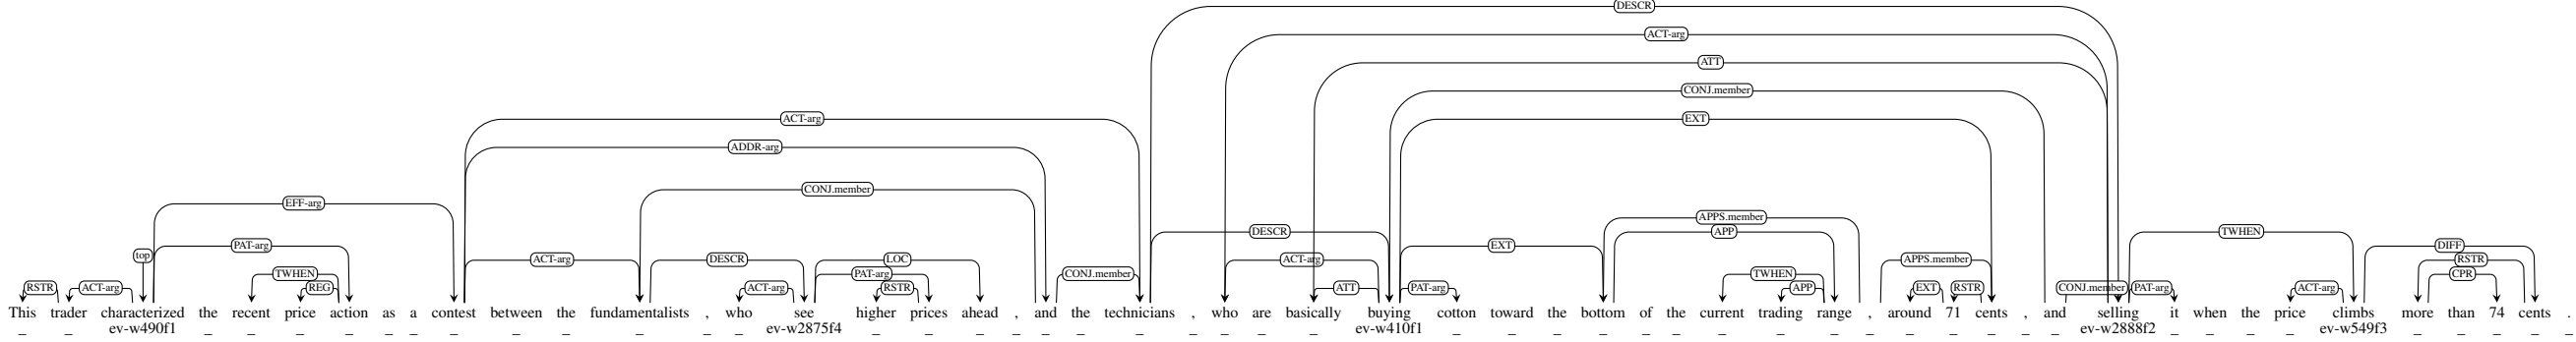 DESCR
ACT-arg
ATT
CONJ.member
ACT-arg EXT
ADDR-arg
CONJ.member
EFF-arg
APPS.member
DESCR APP TWHEN
PAT-arg EXT DIFF
top ACT-arg DESCR LOC ACT-arg APPS.member RSTR
TWHEN PAT-arg CONJ.member TWHEN CPR
RSTR ACT-arg REG ACT-arg RSTR ATT PAT-arg APP EXT RSTR CONJ.member PAT-arg ACT-arg
This trader characterized the recent price action as a contest between the fundamentalists , who see higher prices ahead , and the technicians , who are basically buying cotton toward the bottom of the current trading range , around 71 cents , and selling it when the price climbs more than 74 cents .
_ _ ev-w490f1 _ _ _ _ _ _ _ _ _ _ _ _ ev-w2875f4 _ _ _ _ _ _ _ _ _ _ _ ev-w410f1 _ _ _ _ _ _ _ _ _ _ _ _ _ _ _ ev-w2888f2 _ _ _ _ ev-w549f3 _ _ _ _ _